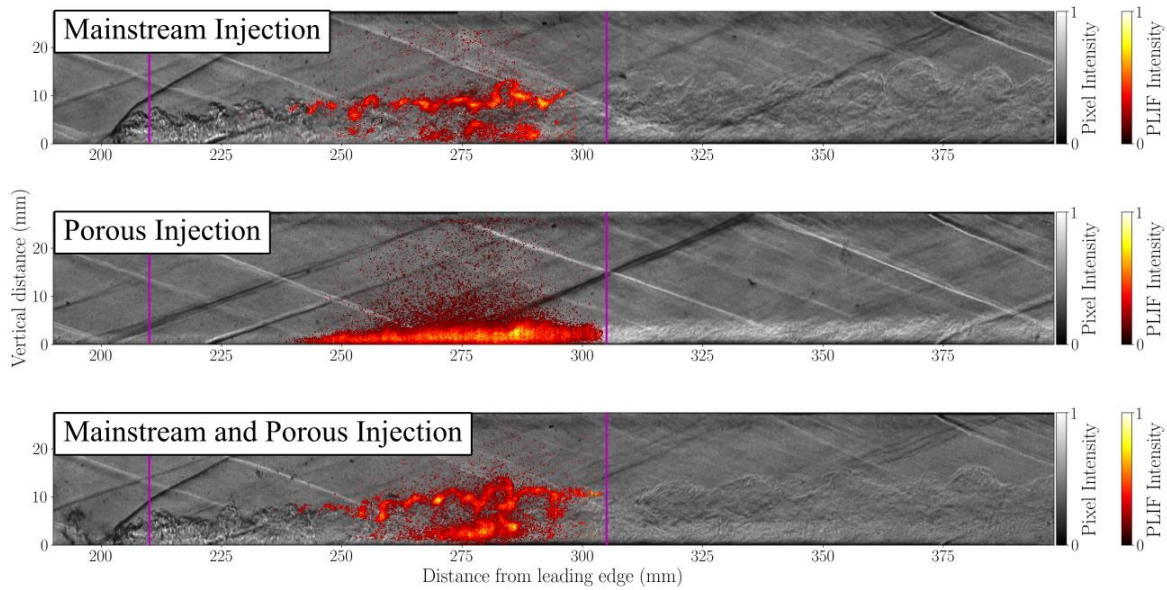 Mainstream Injection
20
10
0
200 225 250 275 300 325 350 375
1
0
Pixel Intensity
1
0
PLIF Intensity
Porous Injection
Vertical distance (mm)
20
10
0
200 225 250 275 300 325 350 375
1
0
Pixel Intensity
1
0
PLIF Intensity
Mainstream and Porous Injection
20
10
0
200 225 250 275 300 325 350 375
1
0
Pixel Intensity
1
0
PLIF Intensity
Distance from leading edge (mm)